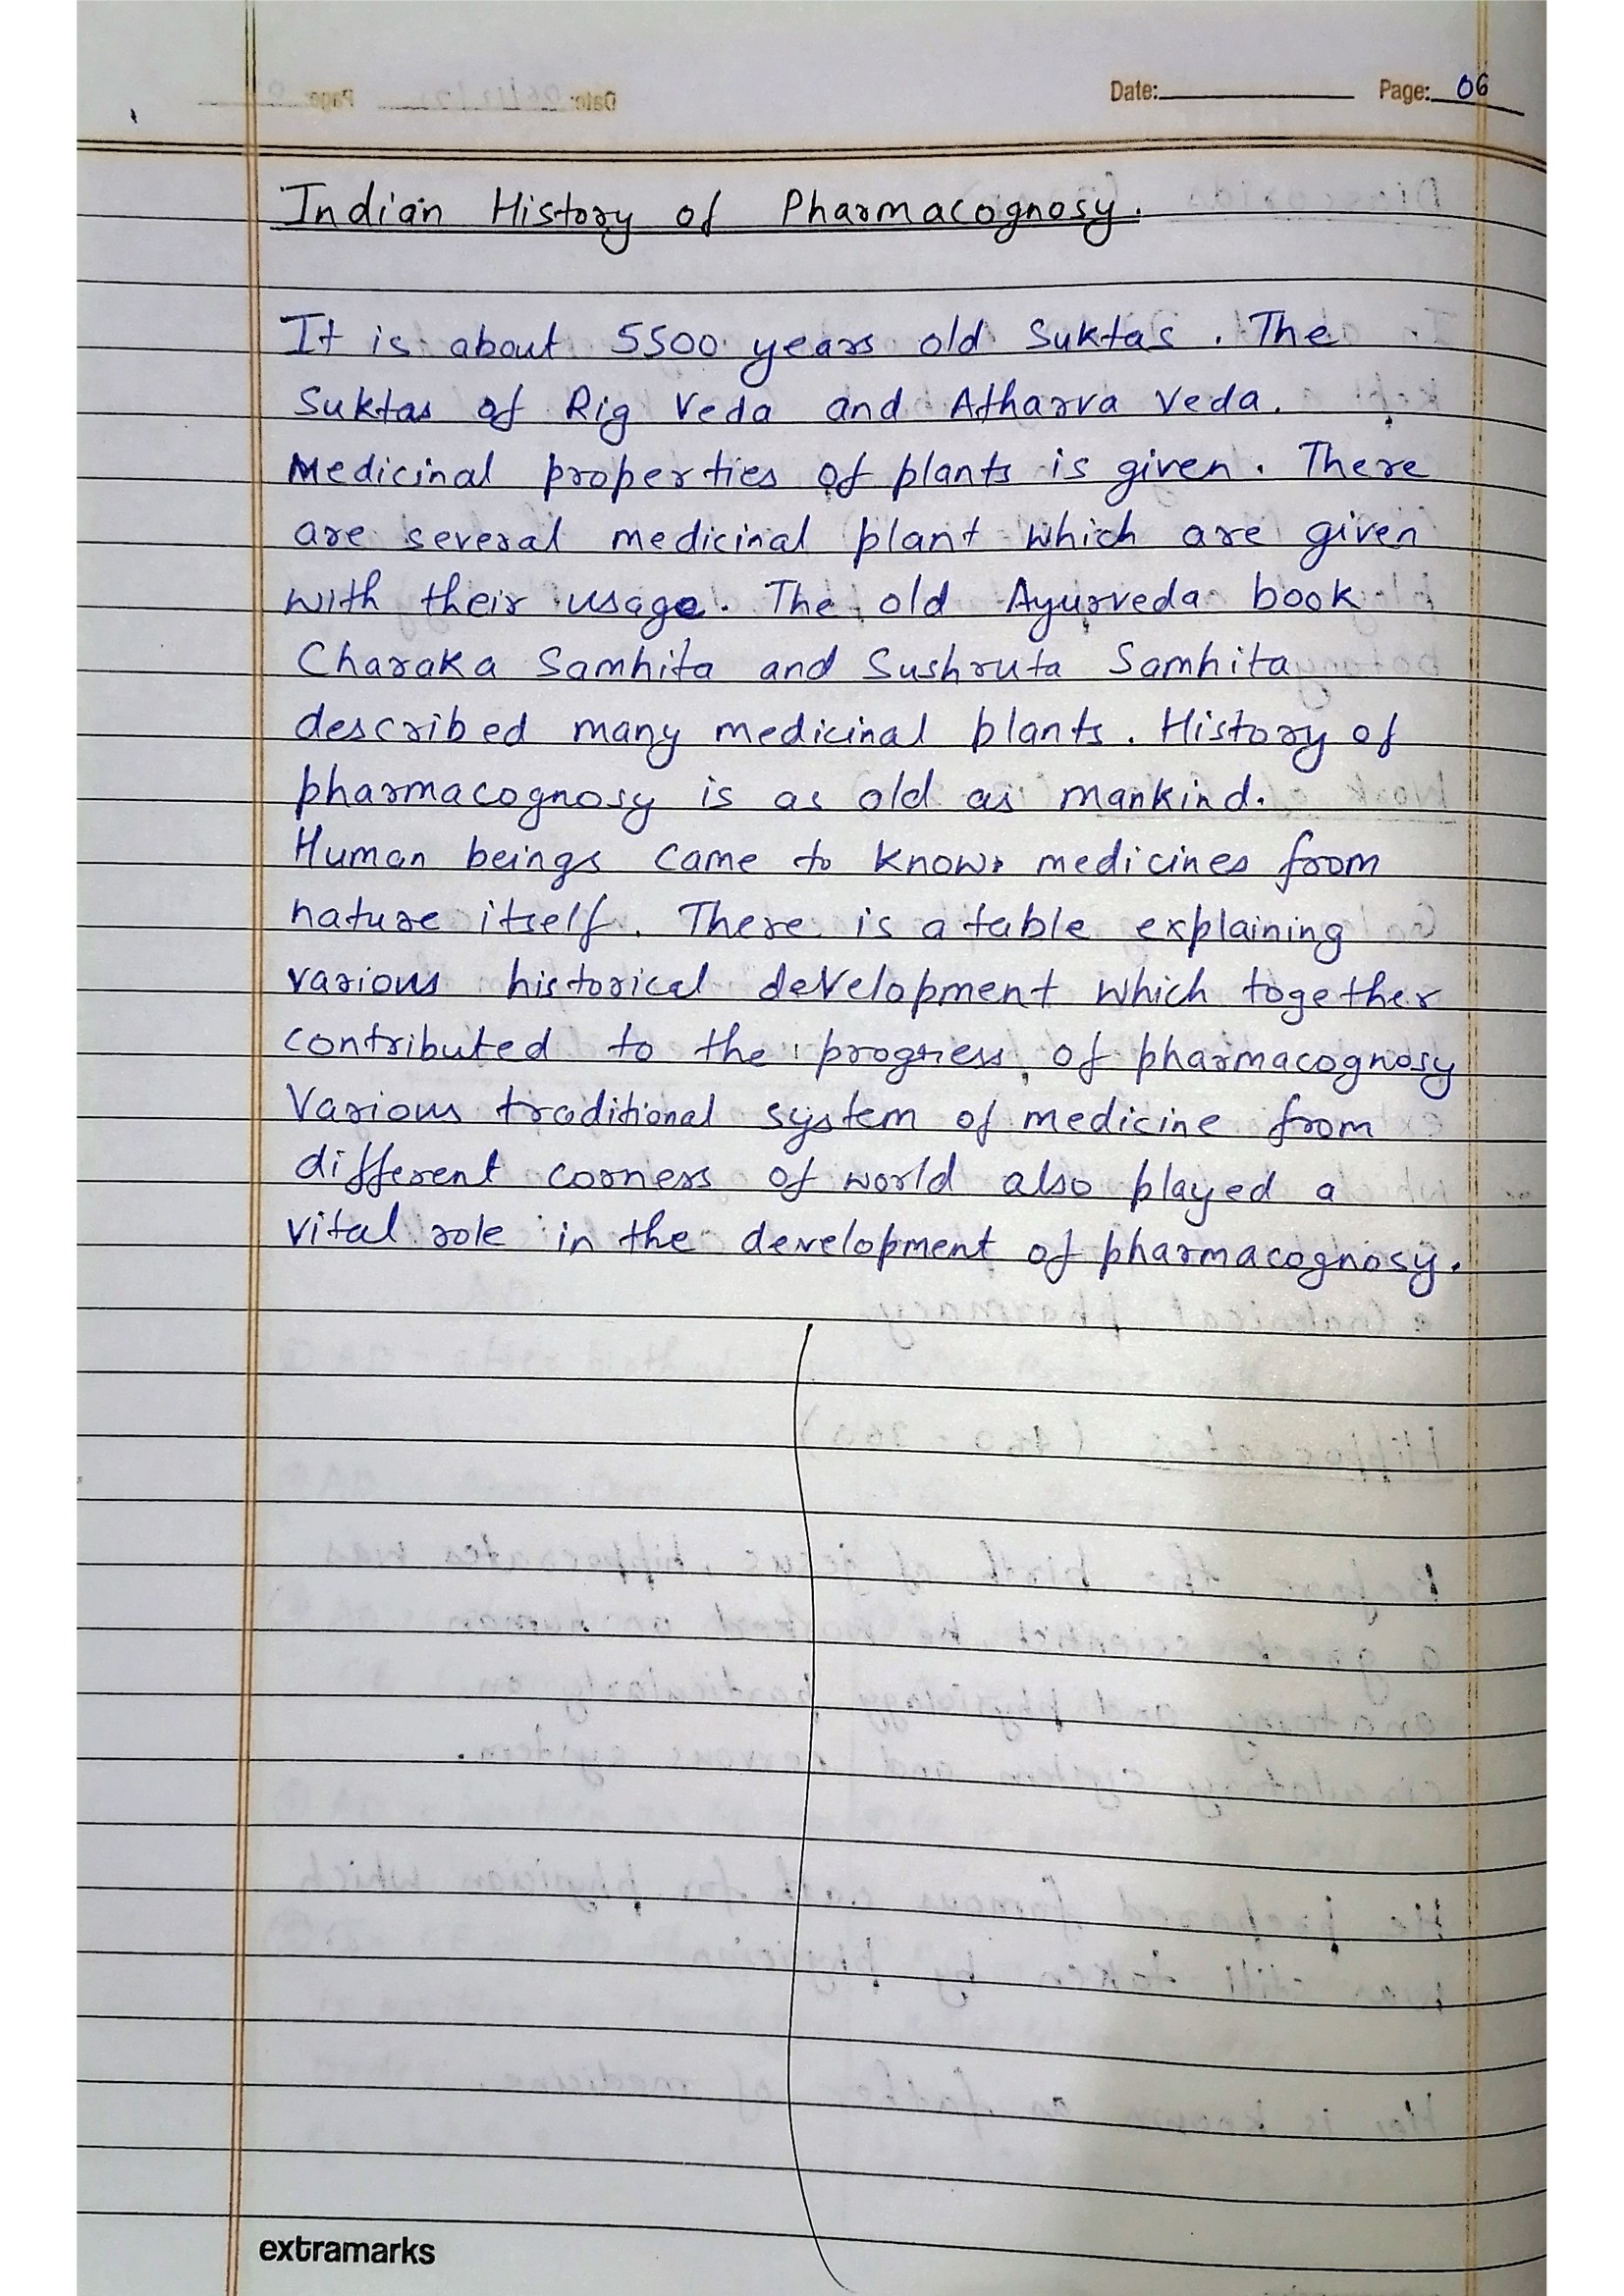 Date: Page: 06
Indian History of Pharmacognosy.
It is about 5500 years old Suktas. The
Suktas of Rig Veda and Atharva Veda.
Medicinal properties of plants is given. There
are several medicinal plant which are given
with their usage. The old Ayurveda book
Charaka Samhita and Sushruta Samhita
described many medicinal plants. History of
pharmacognosy is as old as mankind.
Human beings came to know medicines from
nature itself. There is a table explaining
various historical development which together
contributed to the progress of pharmacognosy
Various traditional system of medicine from
different corners of world also played a
vital role in the development of pharmacognosy.
extramarks